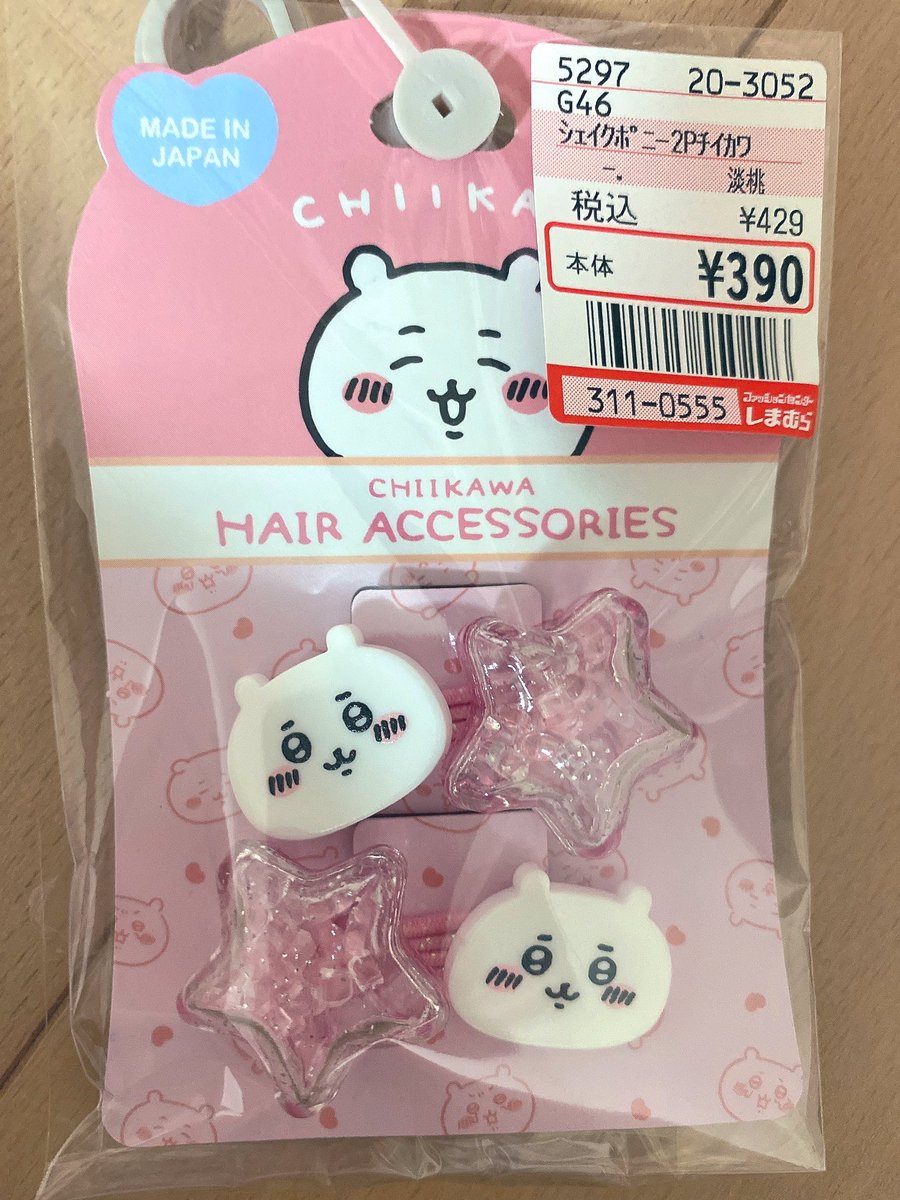 MADE IN
JAPAN
CHIIKA
5297 20-3052
G46
シェイクポニー2Pチイカワ
ー. 淡桃
税込 ¥429
本体 ¥390
311-0555
ファッションセンター
しまむら
CHIIKAWA
HAIR ACCESSORIES